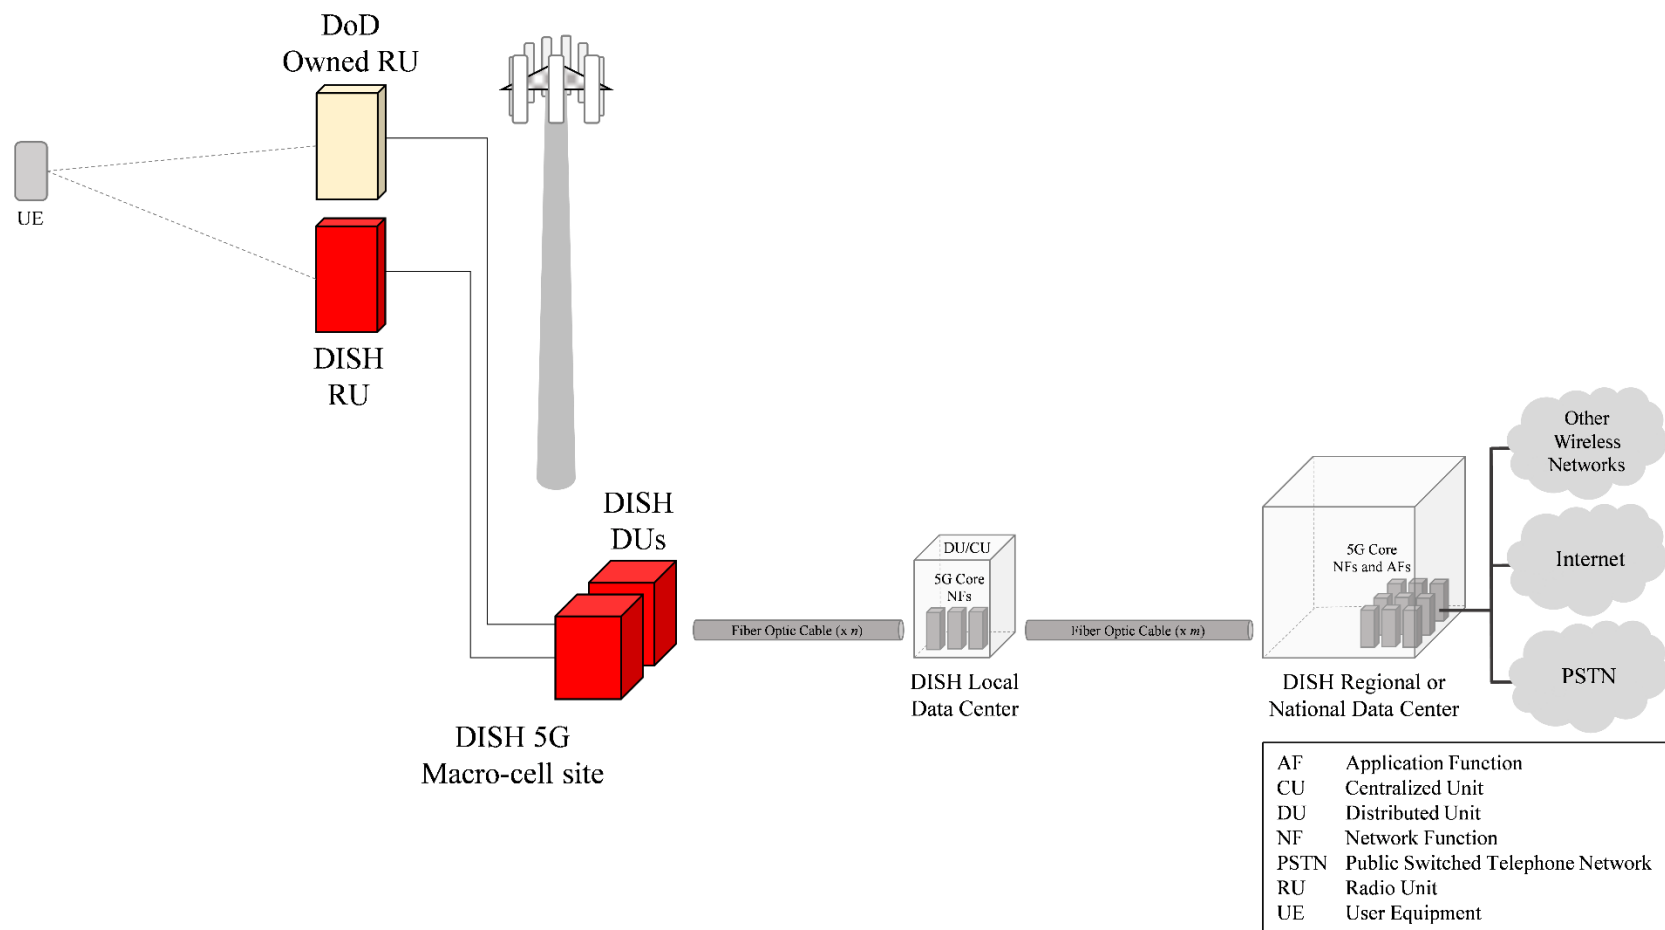 DoD
Owned RU
UE
DISH
RU
DISH
DUs
DISH 5G
Macro-cell site
Fiber Optic Cable (x n)
DU/CU
5G Core
NFs
DISH Local
Data Center
Fiber Optic Cable (x m)
5G Core
NFs and AFs
DISH Regional or
National Data Center
Other
Wireless
Networks
Internet
PSTN
AF Application Function
CU Centralized Unit
DU Distributed Unit
NF Network Function
PSTN Public Switched Telephone Network
RU Radio Unit
UE User Equipment